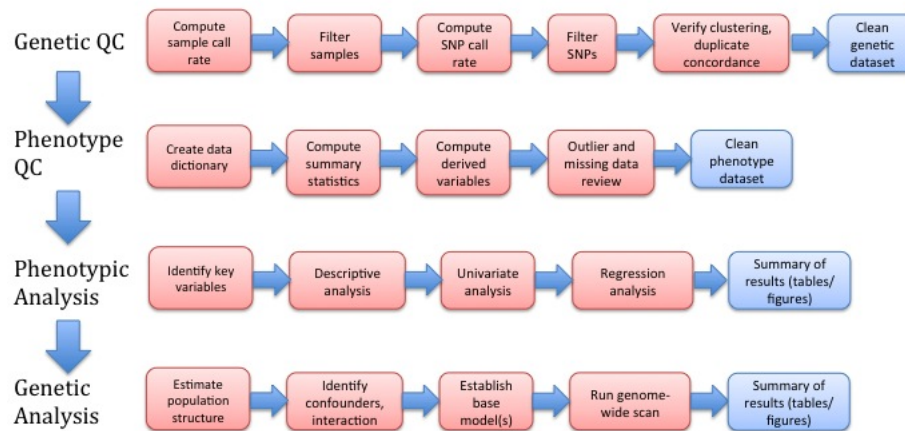 Genetic QC
Compute
sample call
rate
Filter
samples
Compute
SNP call
rate
Filter
SNPs
Verify clustering,
duplicate
concordance
Clean
genetic
dataset
Phenotype
QC
Create data
dictionary
Compute
summary
statistics
Compute
derived
variables
Outlier and
missing data
review
Clean
phenotype
dataset
Phenotypic
Analysis
Identify key
variables
Descriptive
analysis
Univariate
analysis
Regression
analysis
Summary of
results (tables/
figures)
Genetic
Analysis
Estimate
population
structure
Identify
confounders,
interaction
Establish
base
model(s)
Run genome-
wide scan
Summary of
results (tables/
figures)